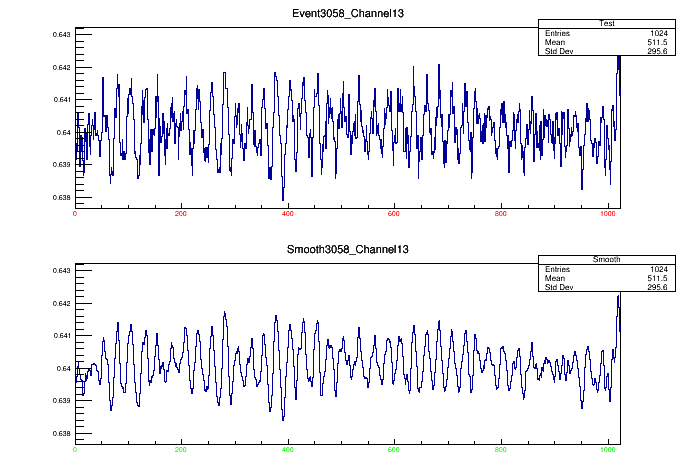 Event3058_Channel13
Test
Entries 1024
Mean 511.5
Std Dev 295.6
0.643
0.642
0.641
0.64
0.639
0.638
0 200 400 600 800 1000
Smooth3058_Channel13
Smooth
Entries 1024
Mean 511.5
Std Dev 295.6
0.643
0.642
0.641
0.64
0.639
0.638
0 200 400 600 800 1000